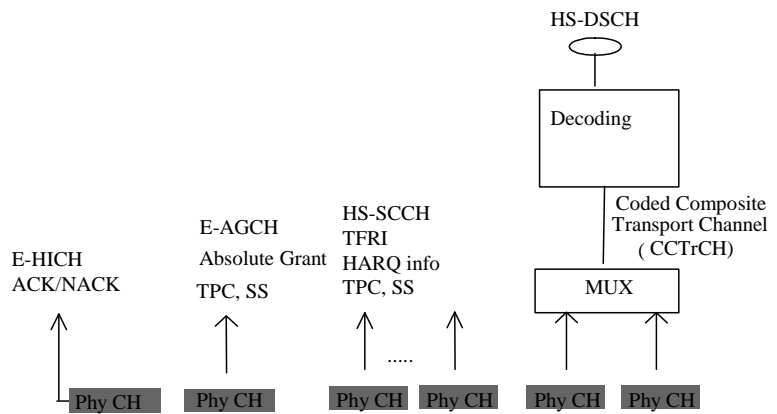 HS-DSCH
Decoding
Coded Composite
Transport Channel
( CCTrCH)
MUX
HS-SCCH
TFRI
HARQ info
TPC, SS
E-AGCH
Absolute Grant
TPC, SS
E-HICH
ACK/NACK
.....
Phy CH
Phy CH
Phy CH
Phy CH
Phy CH
Phy CH